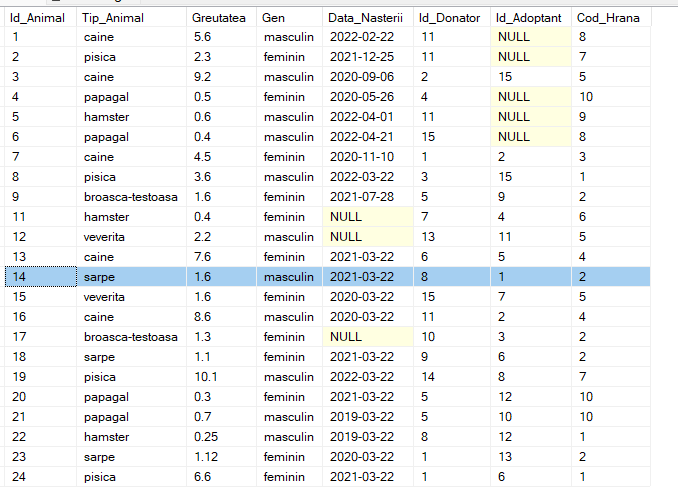 Id_Animal Tip_Animal Greutatea Gen Data_Nasterii Id_Donator Id_Adoptant Cod_Hrana
1 caine 5.6 masculin 2022-02-22 11 NULL 8
2 pisica 2.3 feminin 2021-12-25 11 NULL 7
3 caine 9.2 masculin 2020-09-06 2 15 5
4 papagal 0.5 feminin 2020-05-26 4 NULL 10
5 hamster 0.6 masculin 2022-04-01 11 NULL 9
6 papagal 0.4 masculin 2022-04-21 15 NULL 8
7 caine 4.5 feminin 2020-11-10 1 2 3
8 pisica 3.6 masculin 2022-03-22 3 15 1
9 broasca-testoasa 1.6 feminin 2021-07-28 5 9 2
11 hamster 0.4 feminin NULL 7 4 6
12 veverita 2.2 masculin NULL 13 11 5
13 caine 7.6 feminin 2021-03-22 6 5 4
14 sarpe 1.6 masculin 2021-03-22 8 1 2
15 veverita 1.6 feminin 2020-03-22 15 7 5
16 caine 8.6 masculin 2020-03-22 11 2 4
17 broasca-testoasa 1.3 feminin NULL 10 3 2
18 sarpe 1.1 feminin 2021-03-22 9 6 2
19 pisica 10.1 masculin 2022-03-22 14 8 7
20 papagal 0.3 feminin 2021-03-22 5 12 10
21 papagal 0.7 masculin 2019-03-22 5 10 10
22 hamster 0.25 masculin 2019-03-22 8 12 1
23 sarpe 1.12 feminin 2020-03-22 1 13 2
24 pisica 6.6 feminin 2021-03-22 1 6 1